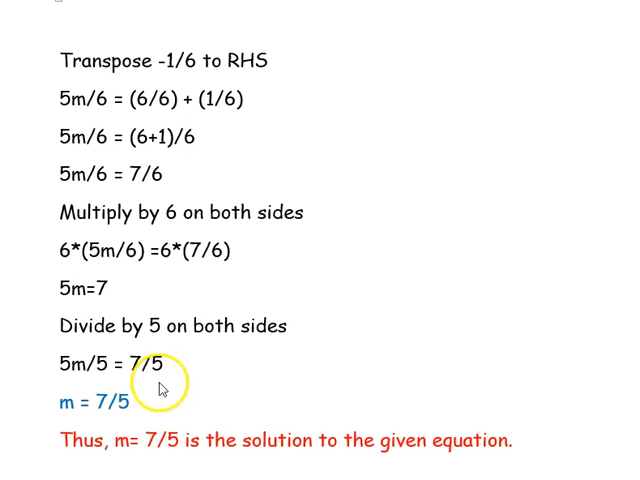 Transpose -1/6 to RHS
5m/6 = (6/6) + (1/6)
5m/6 = (6+1)/6
5m/6 = 7/6
Multiply by 6 on both sides
6*(5m/6) =6*(7/6)
5m=7
Divide by 5 on both sides
5m/5 = 7/5
m = 7/5
Thus, m= 7/5 is the solution to the given equation.